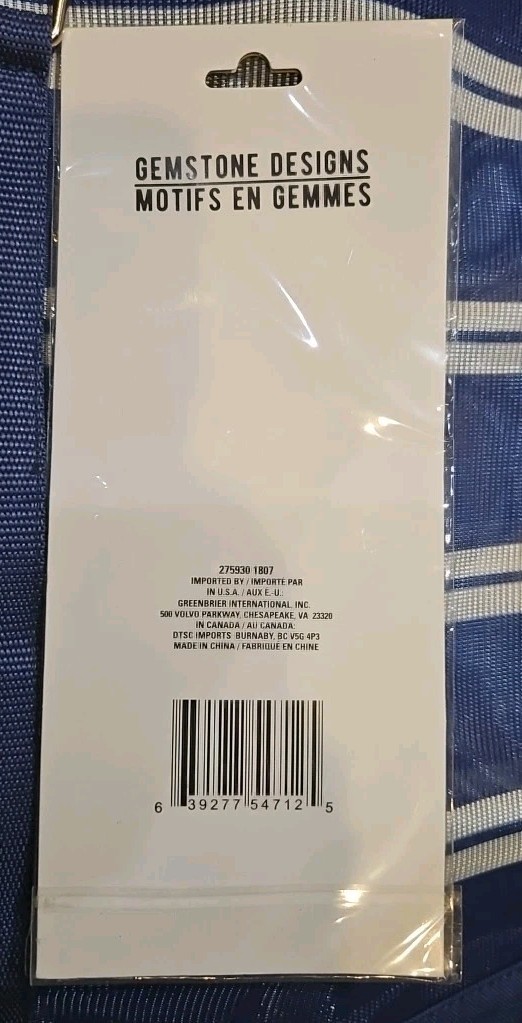 GEMSTONE DESIGNS
MOTIFS EN GEMMES
275930 1807
IMPORTED BY / IMPORTÉ PAR
IN U.S.A. / AUX É.-U.:
GREENBRIER INTERNATIONAL, INC.
500 VOLVO PARKWAY, CHESAPEAKE, VA 23320
IN CANADA / AU CANADA:
DTSC IMPORTS BURNABY, BC V5G 4P3
MADE IN CHINA / FABRIQUÉ EN CHINE
6 39277 54712 5